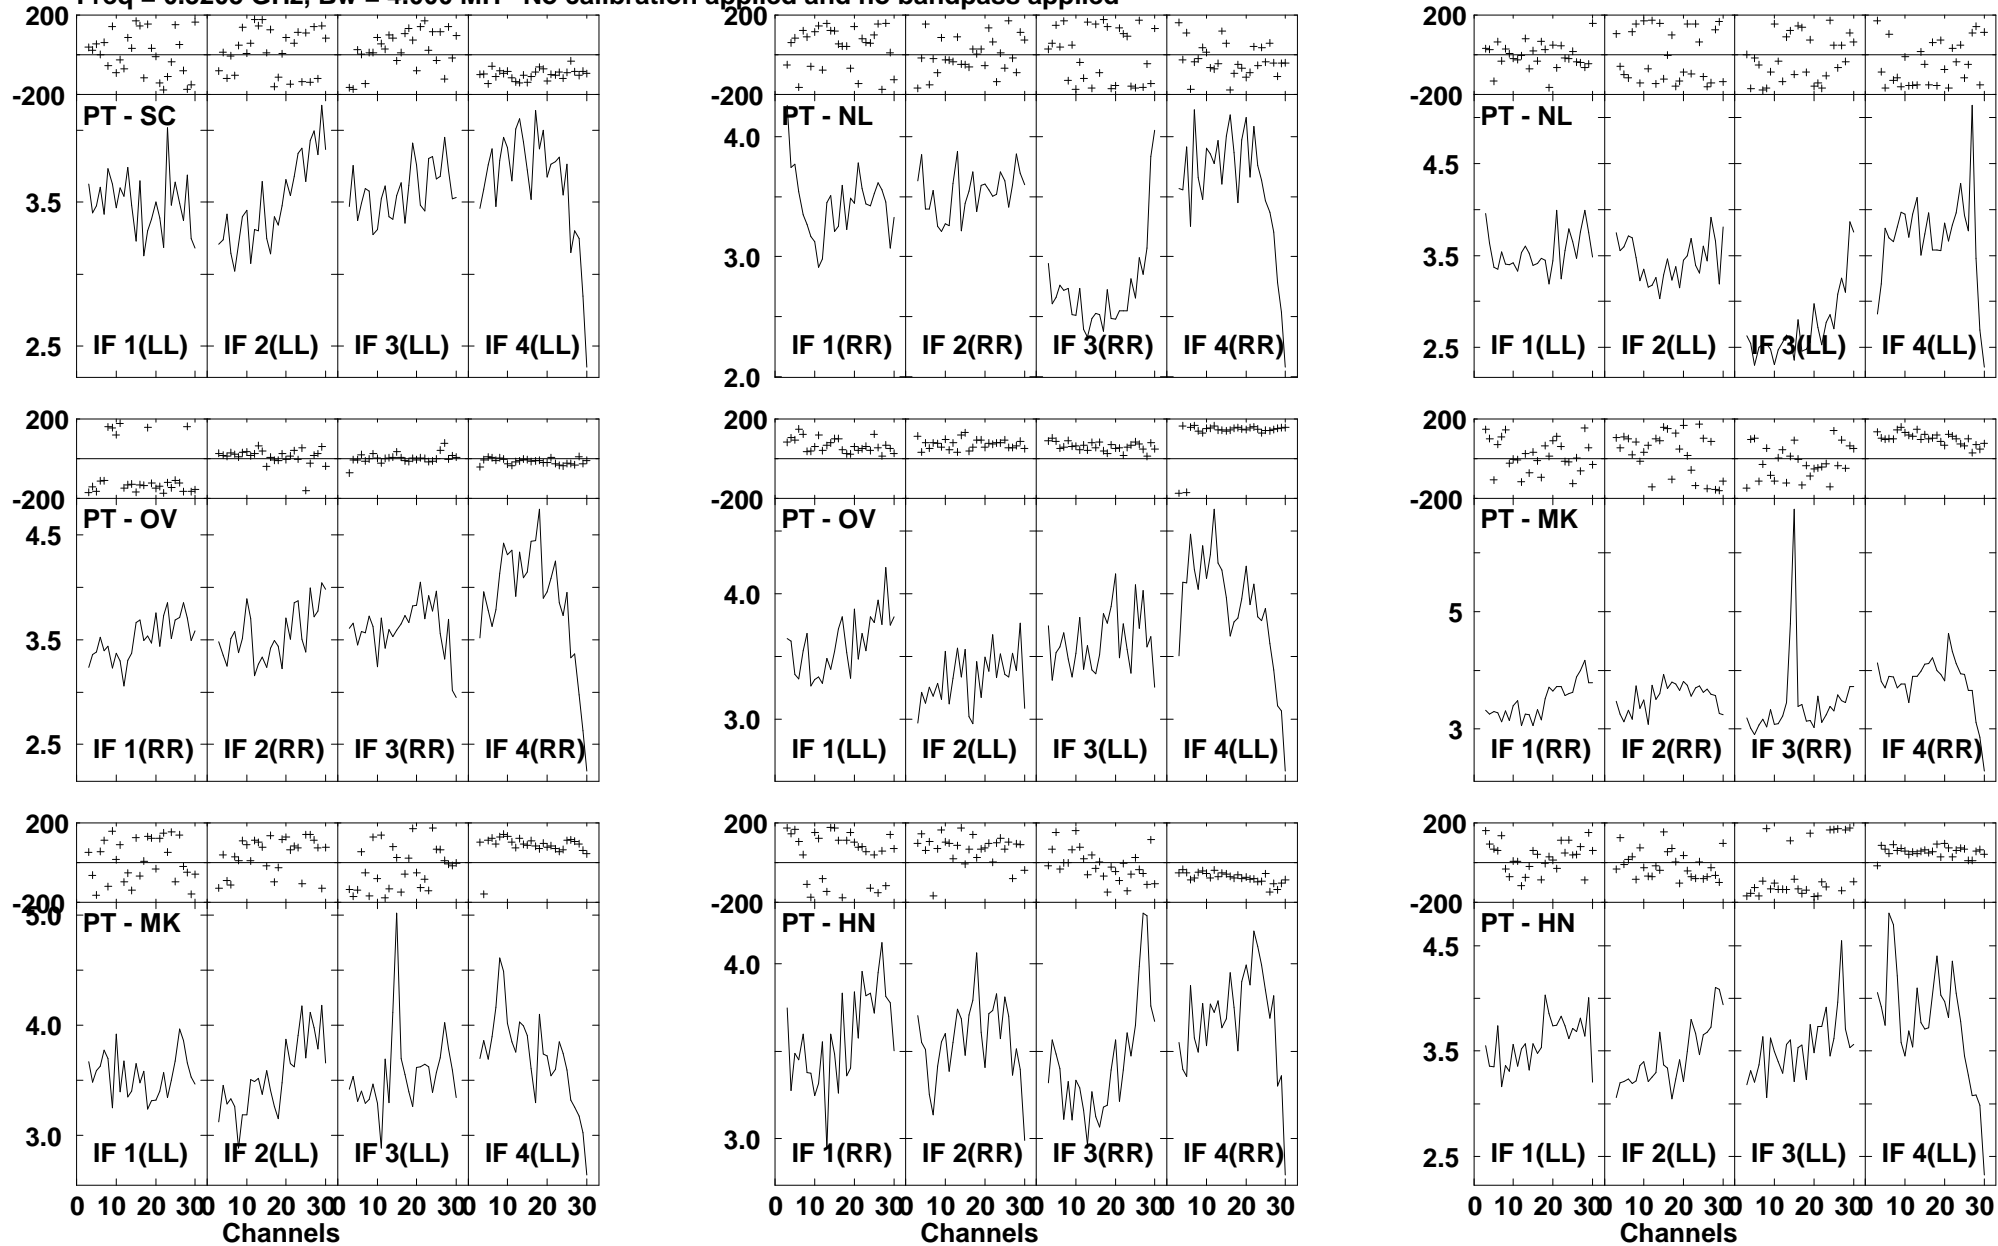 No calibration applied and no bandpass applied
200
-200
PT - SC
3.5
2.5
IF 1(LL) IF 2(LL) IF 3(LL) IF 4(LL)
200
-200
PT - NL
4.0
3.0
2.0
IF 1(RR) IF 2(RR) IF 3(RR) IF 4(RR)
200
-200
PT - NL
4.5
3.5
2.5
IF 1(LL) IF 2(LL) IF 3(LL) IF 4(LL)
200
-200
PT - OV
4.5
3.5
2.5
IF 1(RR) IF 2(RR) IF 3(RR) IF 4(RR)
200
-200
PT - OV
4.0
3.0
IF 1(LL) IF 2(LL) IF 3(LL) IF 4(LL)
200
-200
PT - MK
5
3
IF 1(RR) IF 2(RR) IF 3(RR) IF 4(RR)
200
-200
5.0
PT - MK
4.0
3.0
IF 1(LL) IF 2(LL) IF 3(LL) IF 4(LL)
0 10 20 30 0 10 20 30 0 10 20 30 0 10 20 30
Channels
200
-200
PT - HN
4.0
3.0
IF 1(RR) IF 2(RR) IF 3(RR) IF 4(RR)
0 10 20 30 0 10 20 30 0 10 20 30 0 10 20 30
Channels
200
-200
PT - HN
4.5
3.5
2.5
IF 1(LL) IF 2(LL) IF 3(LL) IF 4(LL)
0 10 20 30 0 10 20 30 0 10 20 30 0 10 20 30
Channels